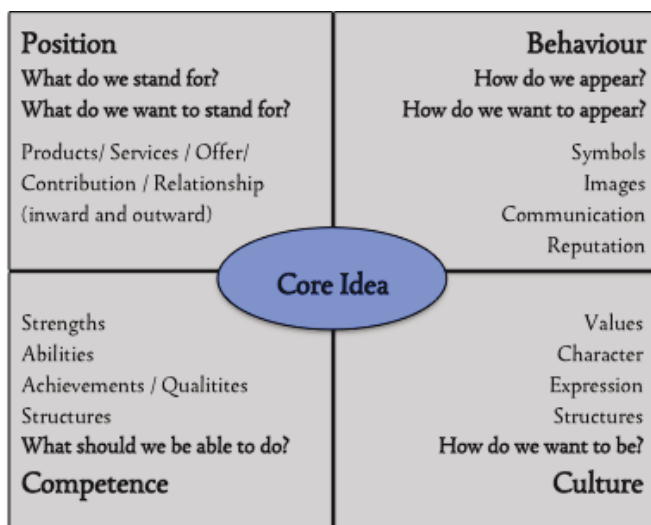 Position
What do we stand for?
What do we want to stand for?
Products/ Services / Offer/
Contribution / Relationship
(inward and outward)
Behaviour
How do we appear?
How do we want to appear?
Symbols
Images
Communication
Reputation
Core Idea
Strengths
Abilities
Achievements / Qualitites
Structures
What should we be able to do?
Competence
Values
Character
Expression
Structures
How do we want to be?
Culture